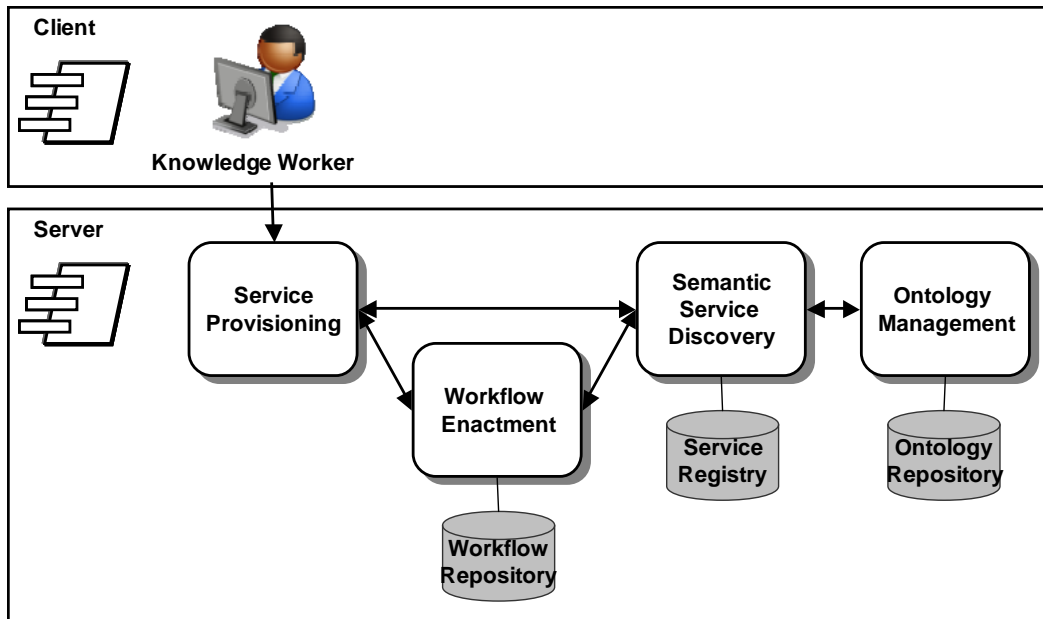 Client
Knowledge Worker
Server
Service
Provisioning
Semantic
Service
Discovery
Ontology
Management
Workflow
Enactment
Service
Registry
Ontology
Repository
Workflow
Repository